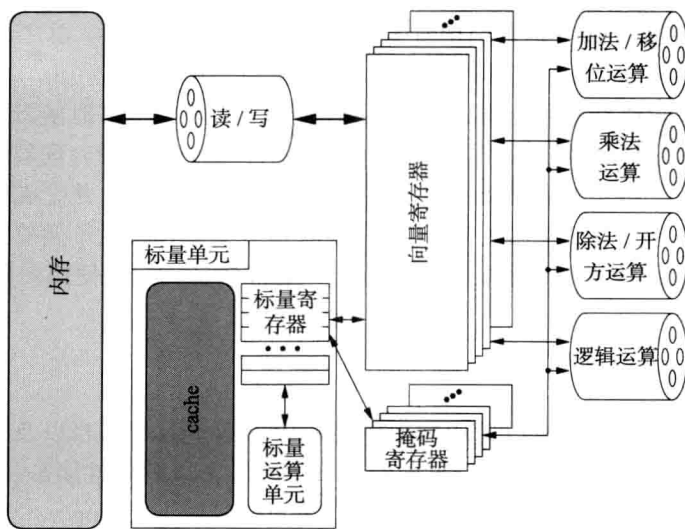 内存
读 / 写
向量寄存器
加法 / 移
位运算
乘法
运算
除法 / 开
方运算
逻辑运算
标量单元
cache
标量寄
存器
标量
运算
单元
掩码
寄存器